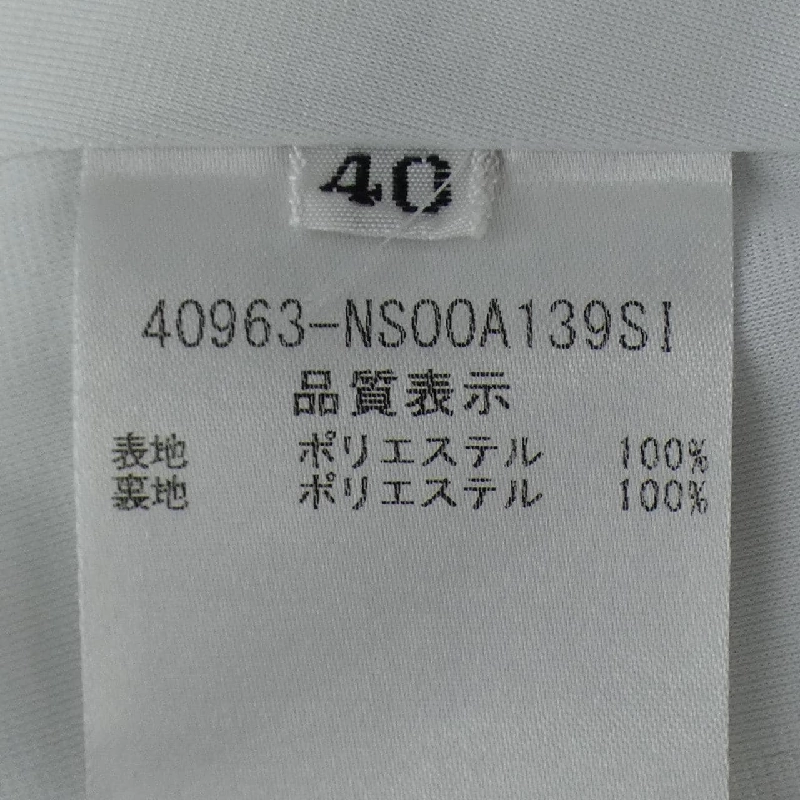 40
40963-NS00A139SI
品質表示
表地 ポリエステル 100%
裏地 ポリエステル 100%